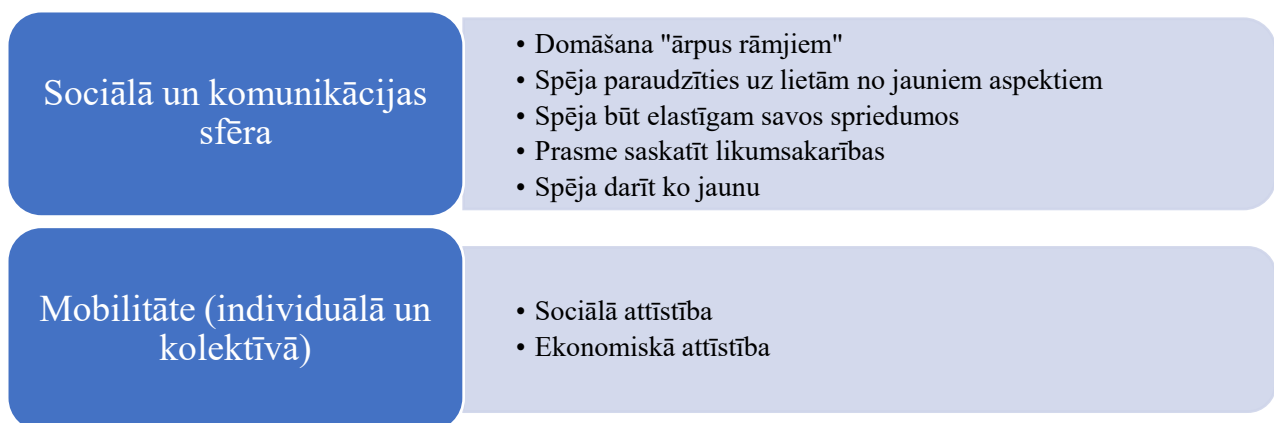 Sociālā un komunikācijas
sfēra
• Domāšana "ārpus rāmjiem"
• Spēja paraudzīties uz lietām no jauniem aspektiem
• Spēja būt elastīgam savos spriedumos
• Prasme saskatīt likumsakarības
• Spēja darīt ko jaunu
Mobilitāte (individuālā un
kolektīvā)
• Sociālā attīstība
• Ekonomiskā attīstība